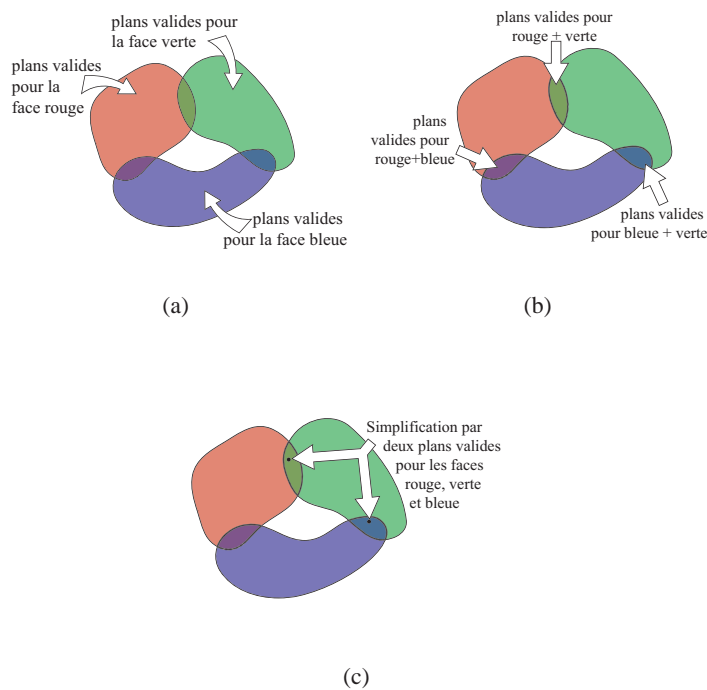 plans valides pour
la face verte
plans valides
pour la
face rouge
plans valides
pour la face bleue
(a)
plans valides pour
rouge + verte
plans
valides pour
rouge+bleue
plans valides
pour bleue + verte
(b)
Simplification par
deux plans valides
pour les faces
rouge, verte
et bleue
(c)